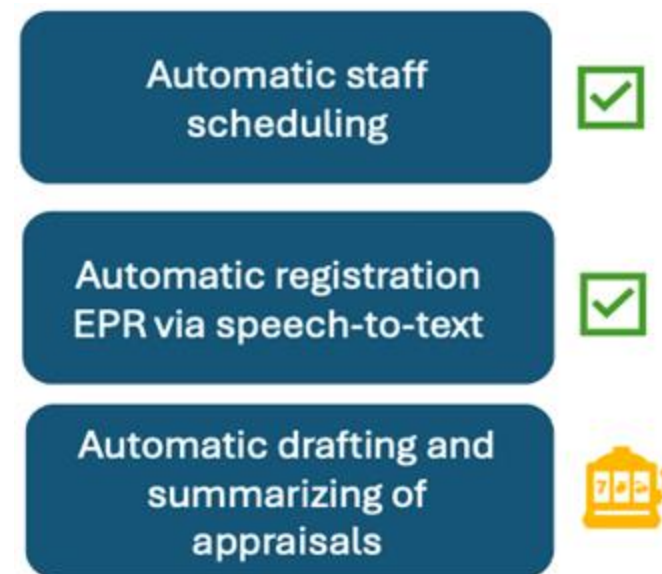 Automatic staff
scheduling
Automatic registration
EPR via speech-to-text
Automatic drafting and
summarizing of
appraisals